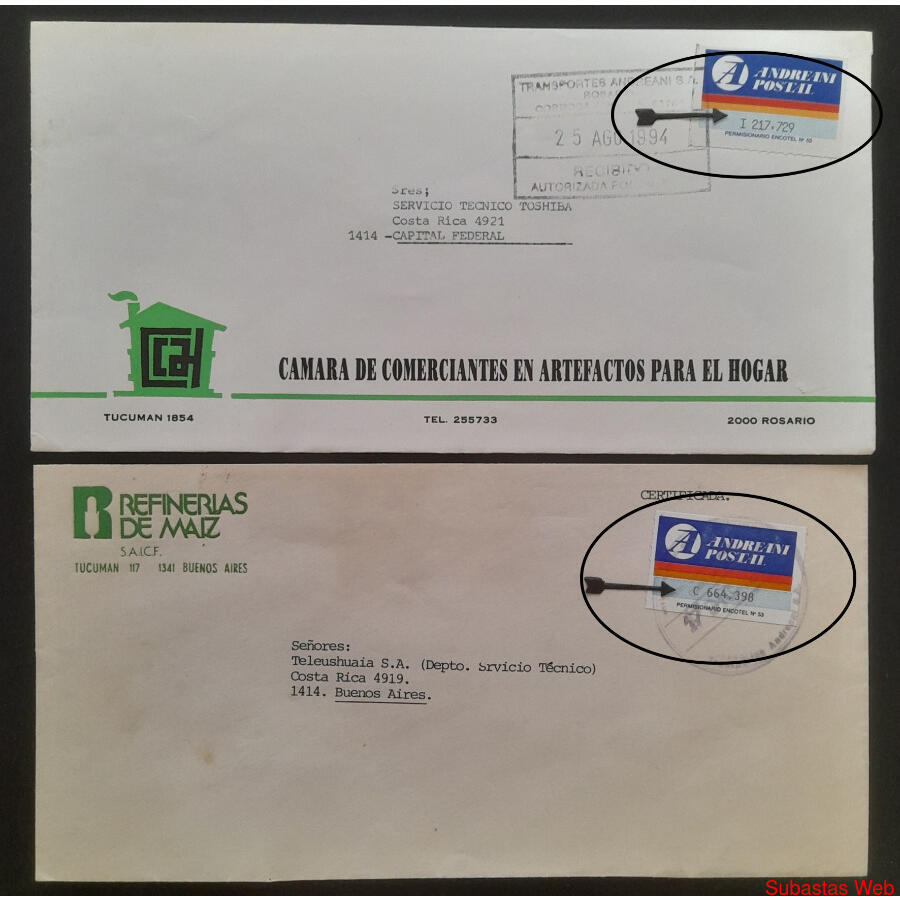 ANDREANI
POSTAL
I 217.729
PERMISIONARIO ENCOTEL Nº 53
TRANSPORTES ANDREANI S.A.
25 AGO 1994
RECIBIDO
AUTORIZADA
Sres;
SERVICIO TECNICO TOSHIBA
Costa Rica 4921
1414 -CAPITAL FEDERAL
CCAH
CAMARA DE COMERCIANTES EN ARTEFACTOS PARA EL HOGAR
TUCUMAN 1854
TEL. 255733
2000 ROSARIO
REFINERIAS
DE MAIZ
S.A.I.C.F.
TUCUMAN 117 1341 BUENOS AIRES
CERTIFICADA.
ANDREANI
POSTAL
C 664.398
PERMISIONARIO ENCOTEL Nº 53
Señores:
Teleushuaia S.A. (Depto. Srvicio Técnico)
Costa Rica 4919.
1414. Buenos Aires.
Subastas Web